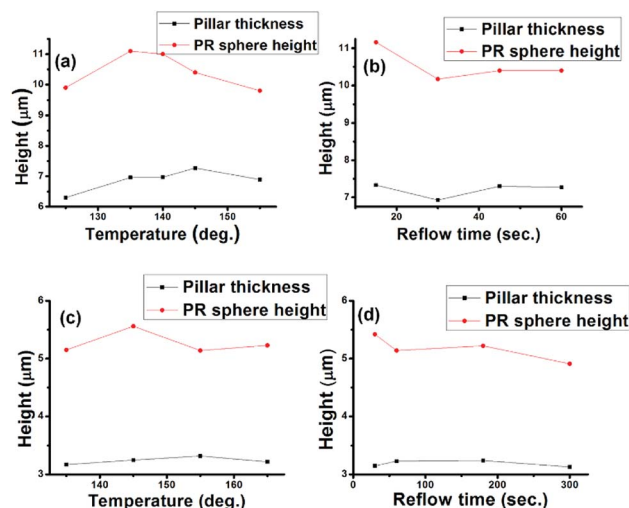 Pillar thickness
PR sphere height
(a)
Height (μm)
11
10
9
8
7
6
130 140 150
Temperature (deg.)
Pillar thickness
PR sphere height
(b)
Height (μm)
11
10
9
8
7
20 40 60
Reflow time (sec.)
Pillar thickness
PR sphere height
(c)
Height (μm)
6
5
4
3
140 150 160
Temperature (deg.)
Pillar thickness
PR sphere height
(d)
Height (μm)
6
5
4
3
0 100 200 300
Reflow time (sec.)